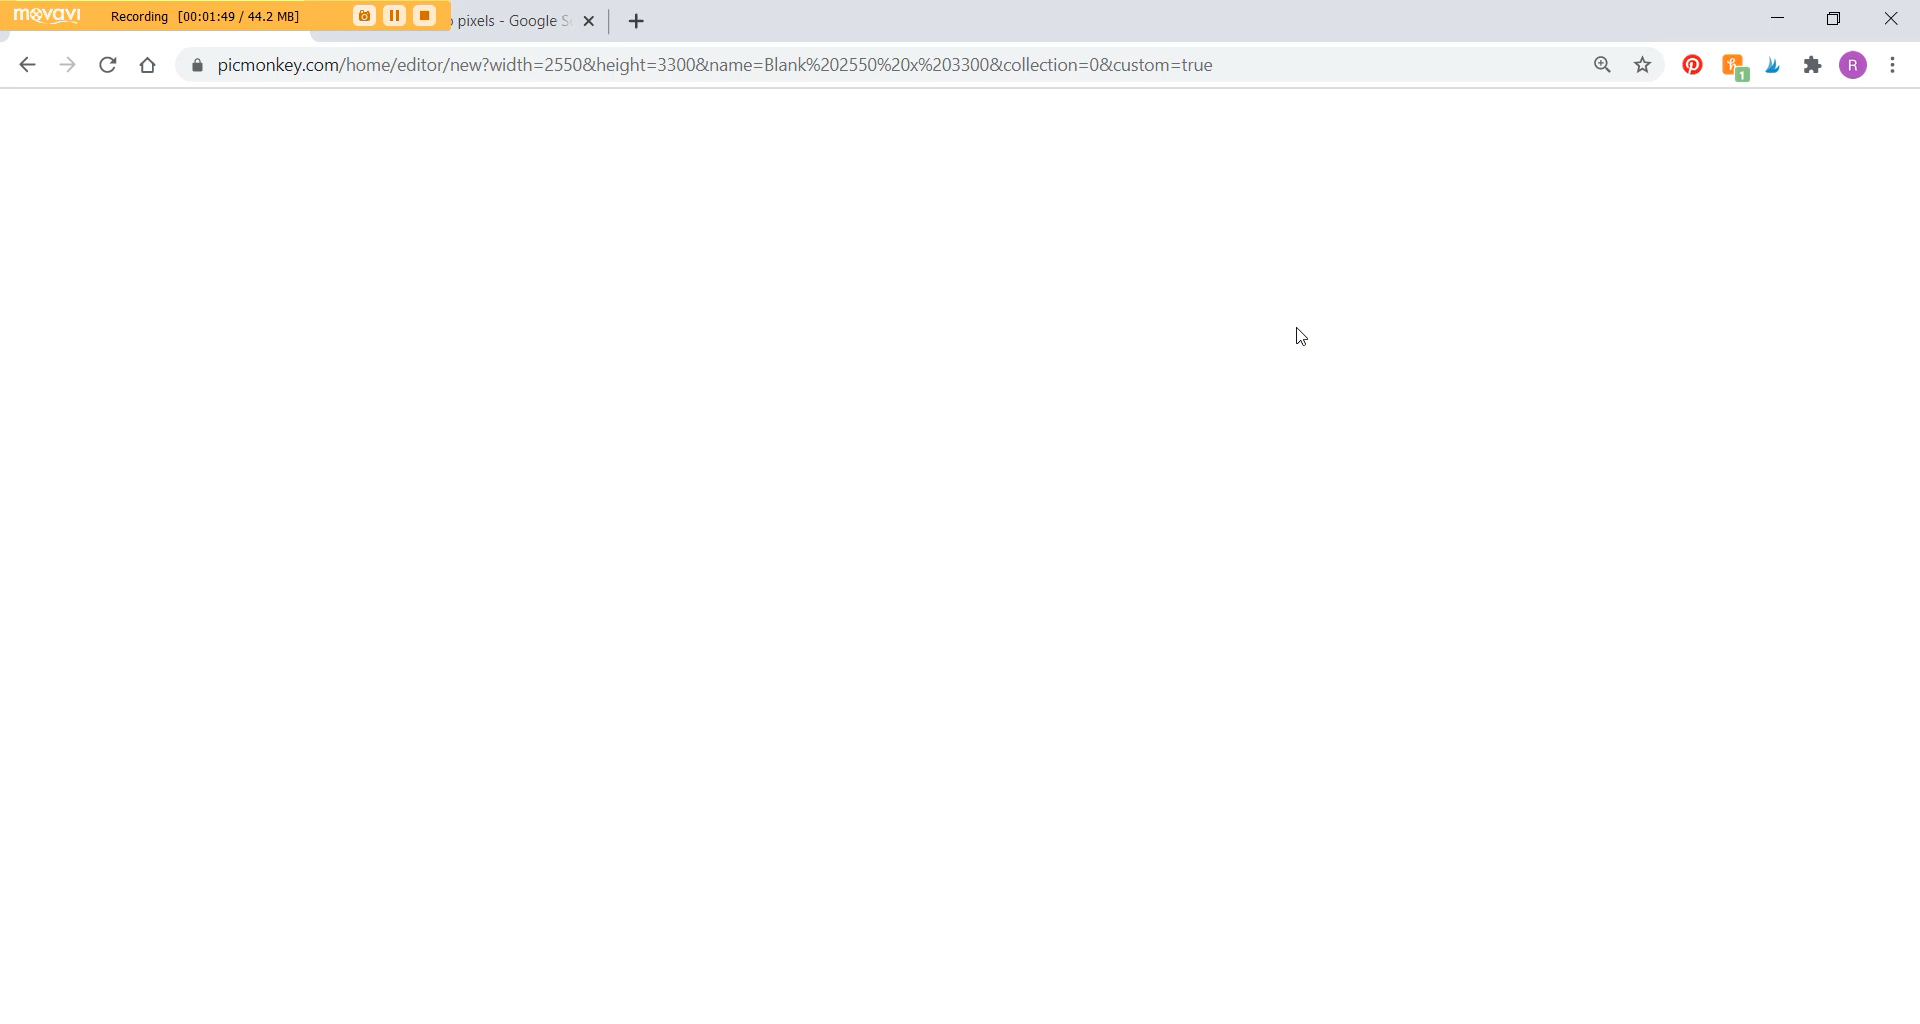 movavi Recording [00:01:49 / 44.2 MB] pixels - Google S
picmonkey.com/home/editor/new?width=2550&height=3300&name=Blank%202550%20x%203300&collection=0&custom=true 1 R